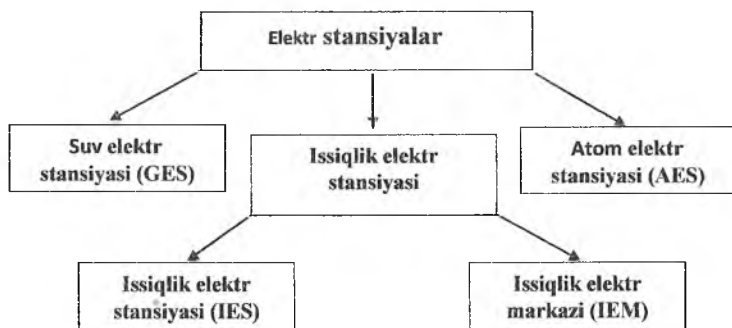 Elektr stansiyalar
Suv elektr
stansiyasi (GES)
Issiqlik elektr
stansiyasi
Atom elektr
stansiyasi (AES)
Issiqlik elektr
stansiyasi (IES)
Issiqlik elektr
markazi (IEM)